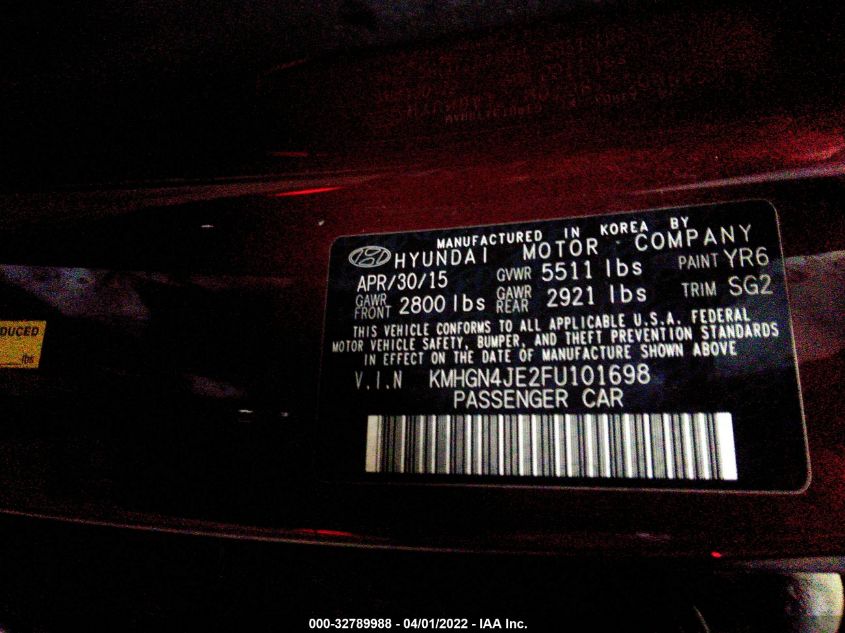 MANUFACTURED IN KOREA BY
HYUNDAI MOTOR COMPANY
APR/30/15 GVWR 5511 lbs PAINT YR6
GAWR FRONT 2800 lbs GAWR REAR 2921 lbs TRIM SG2
THIS VEHICLE CONFORMS TO ALL APPLICABLE U.S.A. FEDERAL
MOTOR VEHICLE SAFETY, BUMPER, AND THEFT PREVENTION STANDARDS
IN EFFECT ON THE DATE OF MANUFACTURE SHOWN ABOVE
V.I.N KMHGN4JE2FU101698
PASSENGER CAR
DUCED
lbs
000-32789988 - 04/01/2022 - IAA Inc.